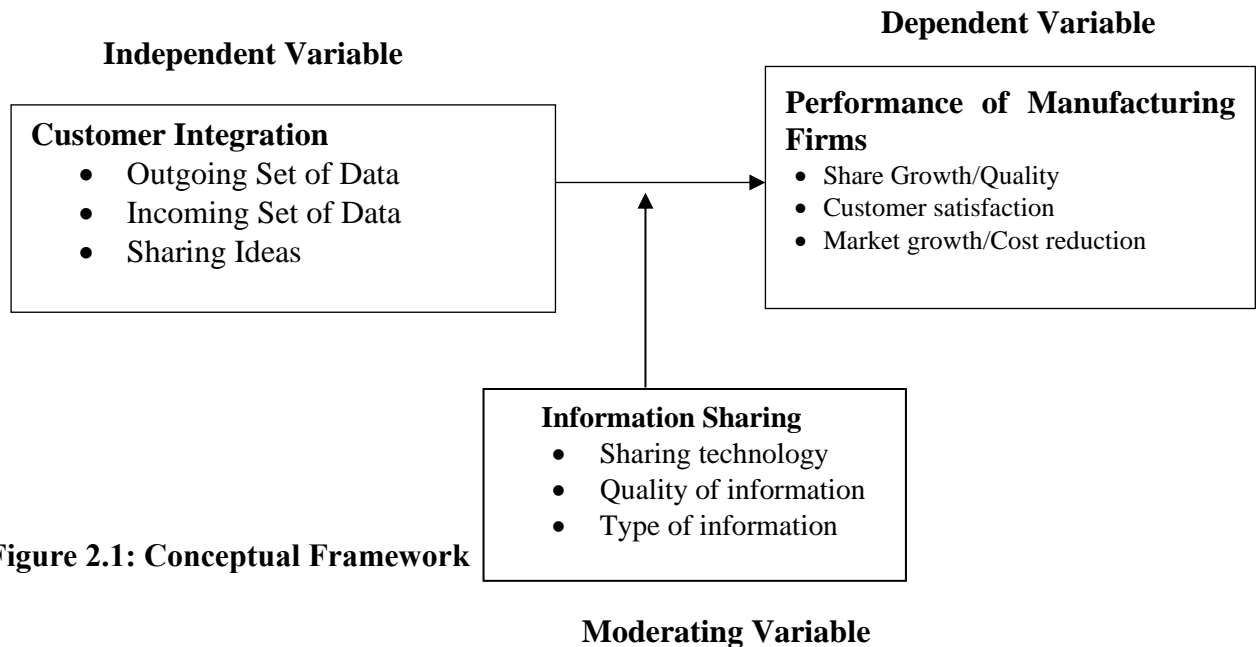 Dependent Variable
Independent Variable
Performance of Manufacturing
Firms
• Share Growth/Quality
• Customer satisfaction
• Market growth/Cost reduction
Customer Integration
• Outgoing Set of Data
• Incoming Set of Data
• Sharing Ideas
Information Sharing
• Sharing technology
• Quality of information
• Type of information
Figure 2.1: Conceptual Framework
Moderating Variable